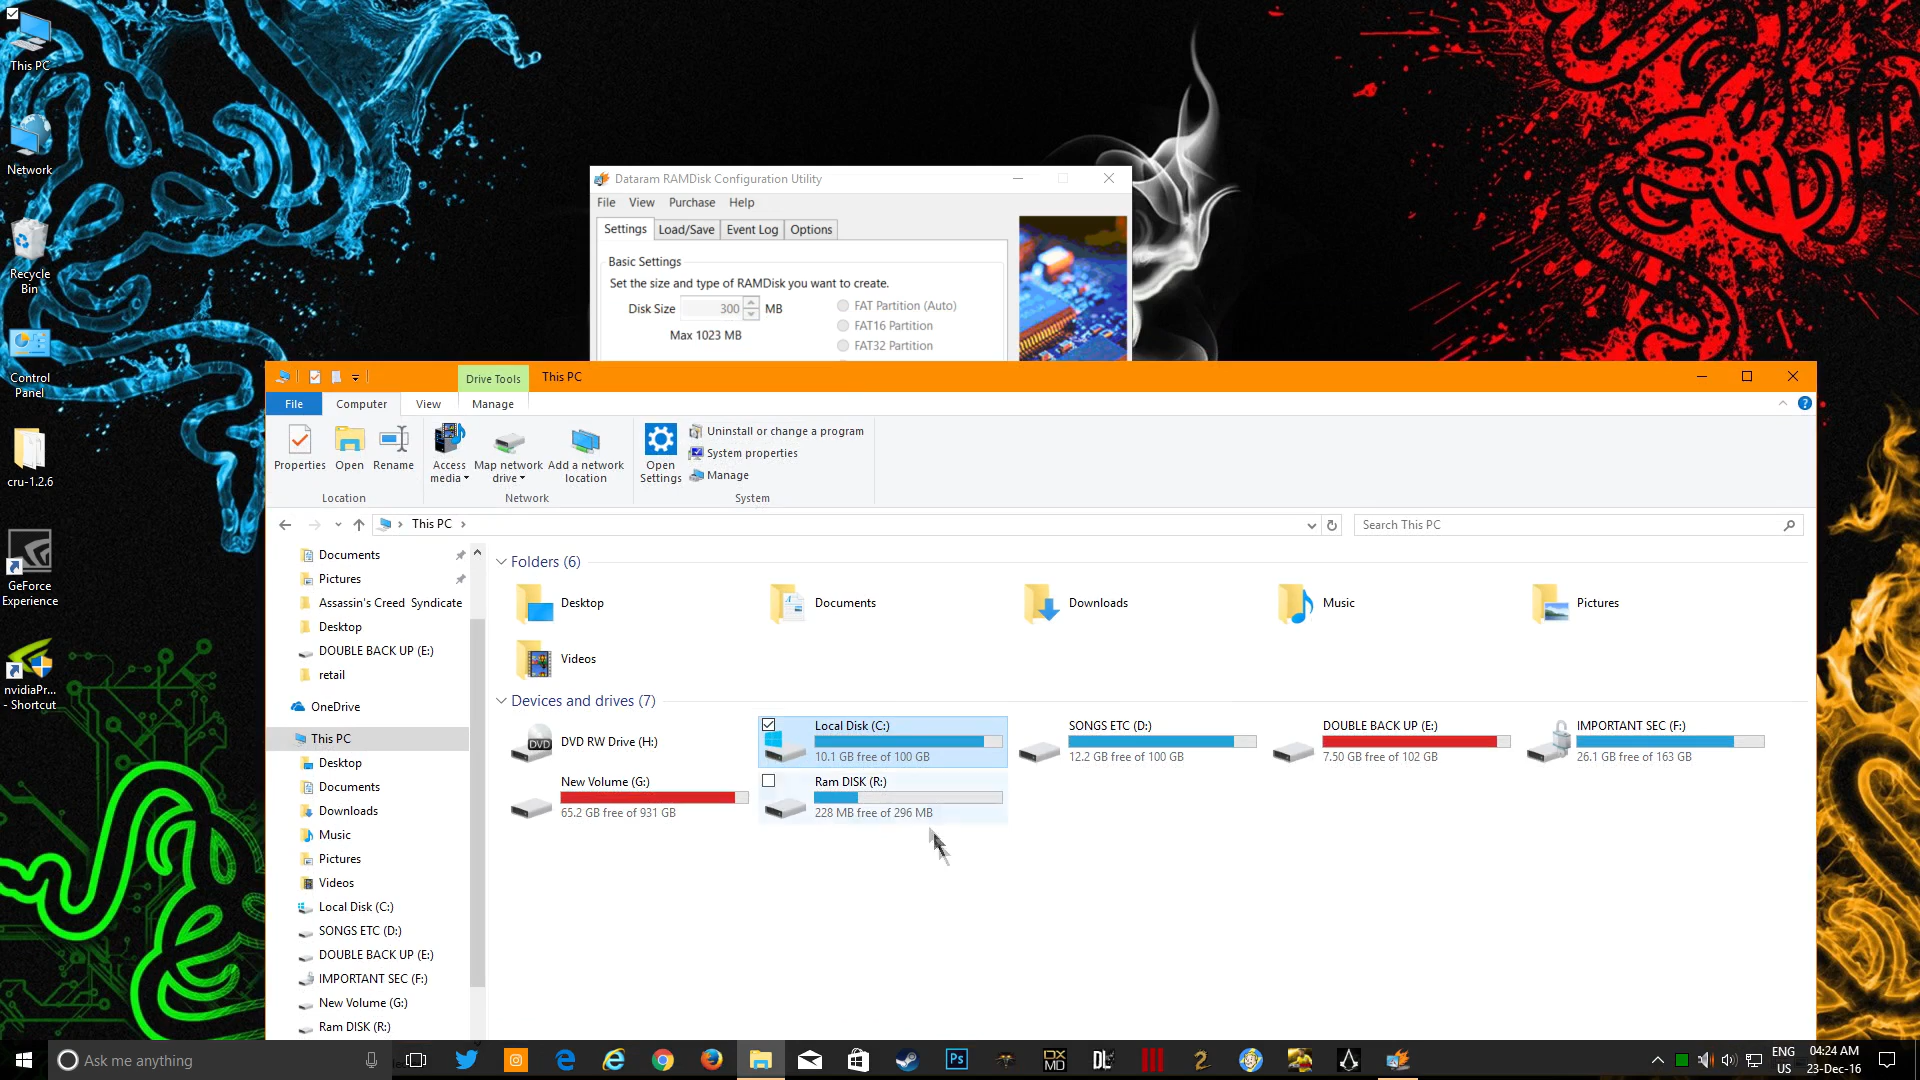 This PC
Network
Recycle
Bin
Control
Panel
cru-1.2.6
GeForce
Experience
nvidiaPr...
- Shortcut
Dataram RAMDisk Configuration Utility
File View Purchase Help
Settings Load/Save Event Log Options
Basic Settings
Set the size and type of RAMDisk you want to create.
Disk Size 300 MB
Max 1023 MB
FAT Partition (Auto)
FAT16 Partition
FAT32 Partition
Drive Tools This PC
File Computer View Manage
Properties
Open
Rename
Location
Access
media
Map network
drive
Add a network
location
Network
Open
Settings
Uninstall or change a program
System properties
Manage
System
This PC
Search This PC
Documents
Pictures
Assassin's Creed Syndicate
Desktop
DOUBLE BACK UP (E:)
retail
OneDrive
This PC
Desktop
Documents
Downloads
Music
Pictures
Videos
Local Disk (C:)
SONGS ETC (D:)
DOUBLE BACK UP (E:)
IMPORTANT SEC (F:)
New Volume (G:)
Ram DISK (R:)
Folders (6)
Desktop
Documents
Downloads
Music
Pictures
Videos
Devices and drives (7)
DVD
DVD RW Drive (H:)
Local Disk (C:)
10.1 GB free of 100 GB
SONGS ETC (D:)
12.2 GB free of 100 GB
DOUBLE BACK UP (E:)
7.50 GB free of 102 GB
IMPORTANT SEC (F:)
26.1 GB free of 163 GB
New Volume (G:)
65.2 GB free of 931 GB
Ram DISK (R:)
228 MB free of 296 MB
Ask me anything
Ps
DX
MD
DL
2
ENG
US
04:24 AM
23-Dec-16